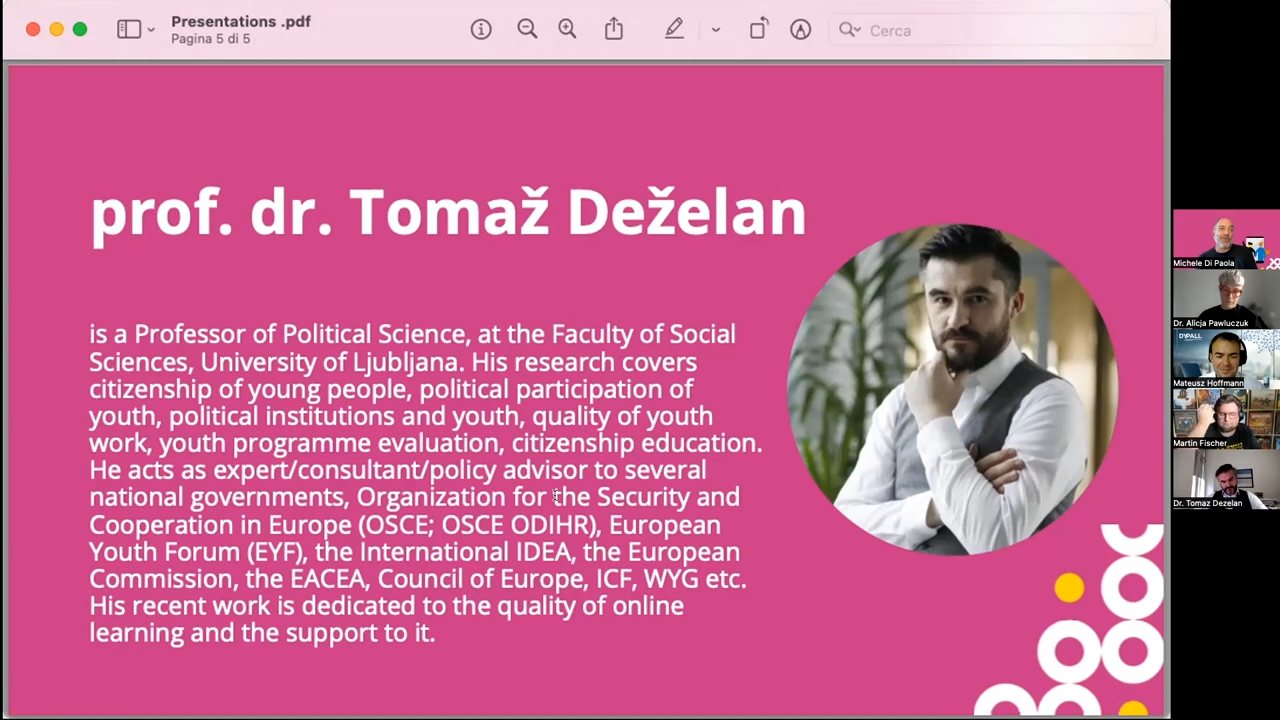 Presentations .pdf
Pagina 5 di 5
Cerca
prof. dr. Tomaž Deželan
is a Professor of Political Science, at the Faculty of Social
Sciences, University of Ljubljana. His research covers
citizenship of young people, political participation of
youth, political institutions and youth, quality of youth
work, youth programme evaluation, citizenship education.
He acts as expert/consultant/policy advisor to several
national governments, Organization for the Security and
Cooperation in Europe (OSCE; OSCE ODIHR), European
Youth Forum (EYF), the International IDEA, the European
Commission, the EACEA, Council of Europe, ICF, WYG etc.
His recent work is dedicated to the quality of online
learning and the support to it.
Michele Di Paola
Dr. Alicja Pawluczuk
DYPALL
Mateusz Hoffmann
Martin Fischer
Dr. Tomaz Dezelan